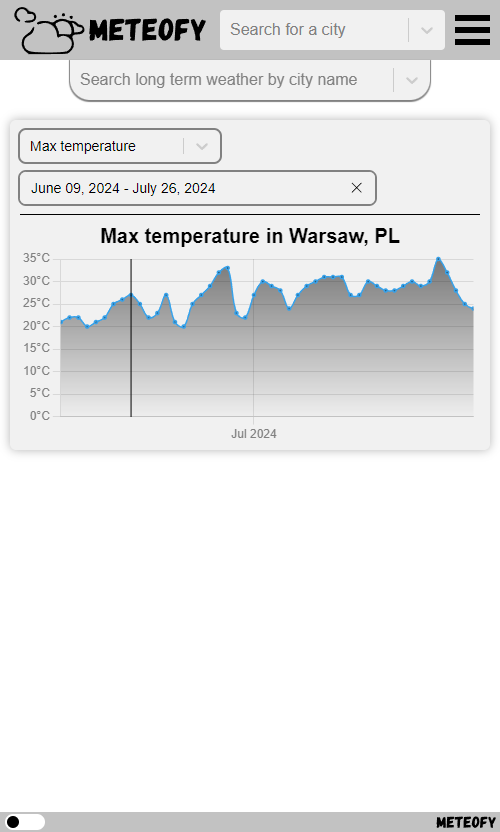 METEOFY
Search for a city
Search long term weather by city name
Max temperature
June 09, 2024 - July 26, 2024
Max temperature in Warsaw, PL
35°C
30°C
25°C
20°C
15°C
10°C
5°C
0°C
Jul 2024
METEOFY